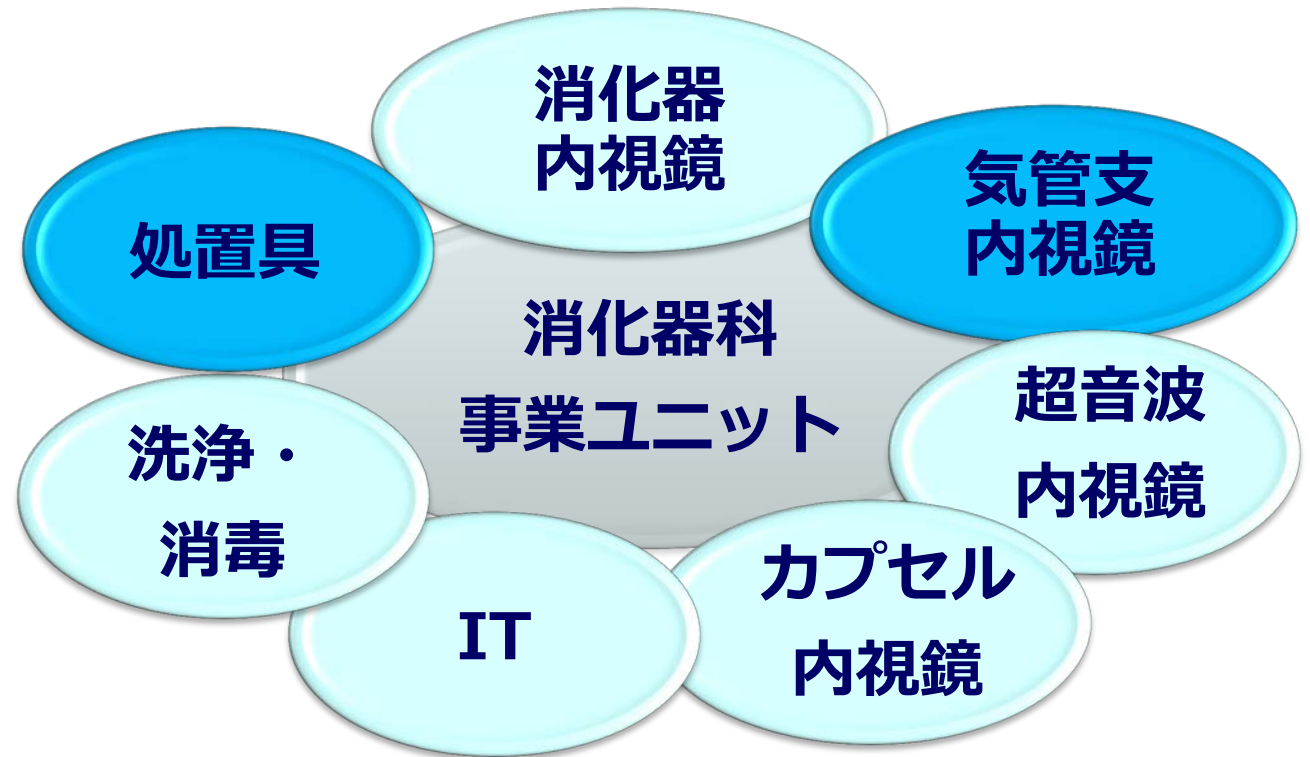 消化器
内視鏡
気管支
内視鏡
処置具
消化器科
事業ユニット
超音波
内視鏡
洗浄・
消毒
カプセル
内視鏡
IT